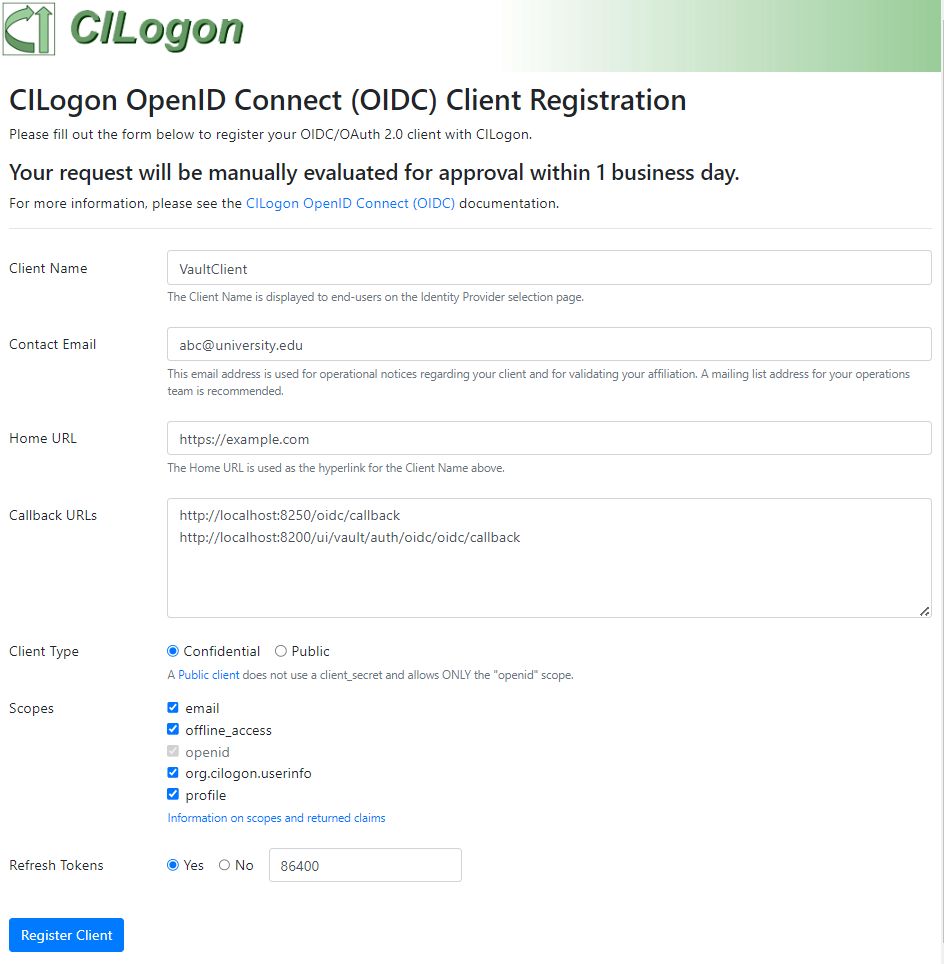 CILogon
CILogon OpenID Connect (OIDC) Client Registration
Please fill out the form below to register your OIDC/OAuth 2.0 client with CILogon.
Your request will be manually evaluated for approval within 1 business day.
For more information, please see the CILogon OpenID Connect (OIDC) documentation.
Client Name
VaultClient
The Client Name is displayed to end-users on the Identity Provider selection page.
Contact Email
abc@university.edu
This email address is used for operational notices regarding your client and for validating your affiliation. A mailing list address for your operations
team is recommended.
Home URL
https://example.com
The Home URL is used as the hyperlink for the Client Name above.
Callback URLs
http://localhost:8250/oidc/callback
http://localhost:8200/ui/vault/auth/oidc/oidc/callback
Client Type
Confidential Public
A Public client does not use a client_secret and allows ONLY the "openid" scope.
Scopes
email
offline_access
openid
org.cilogon.userinfo
profile
Information on scopes and returned claims
Refresh Tokens
Yes No 86400
Register Client